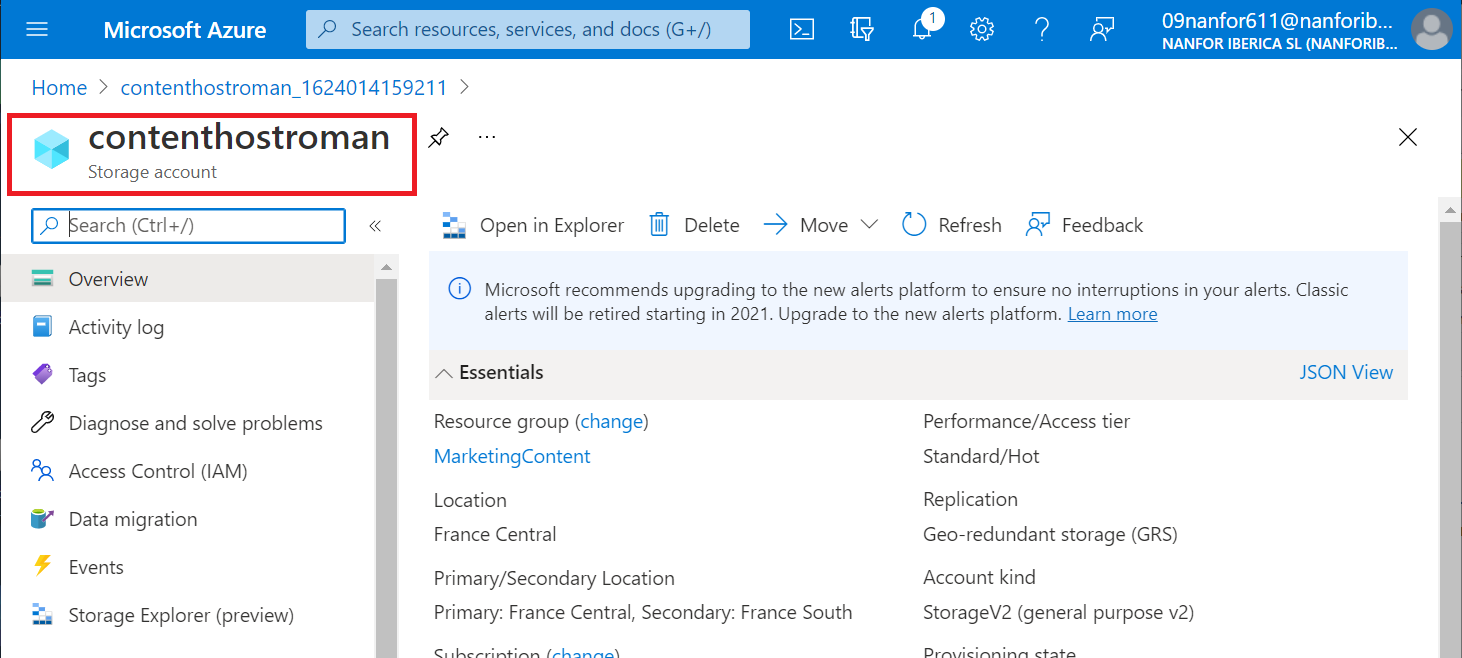 Microsoft Azure
Search resources, services, and docs (G+/)
1
09nanfor611@nanforib...
NANFOR IBERICA SL (NANFORIB...
Home > contenthostroman_1624014159211 >
contenthostroman
Storage account
...
Search (Ctrl+/)
«
Open in Explorer
Delete
Move
Refresh
Feedback
Overview
Activity log
Tags
Diagnose and solve problems
Access Control (IAM)
Data migration
Events
Storage Explorer (preview)
Microsoft recommends upgrading to the new alerts platform to ensure no interruptions in your alerts. Classic
alerts will be retired starting in 2021. Upgrade to the new alerts platform. Learn more
Essentials
JSON View
Resource group (change)
MarketingContent
Location
France Central
Primary/Secondary Location
Primary: France Central, Secondary: France South
Subscription (change)
Performance/Access tier
Standard/Hot
Replication
Geo-redundant storage (GRS)
Account kind
StorageV2 (general purpose v2)
Provisioning state